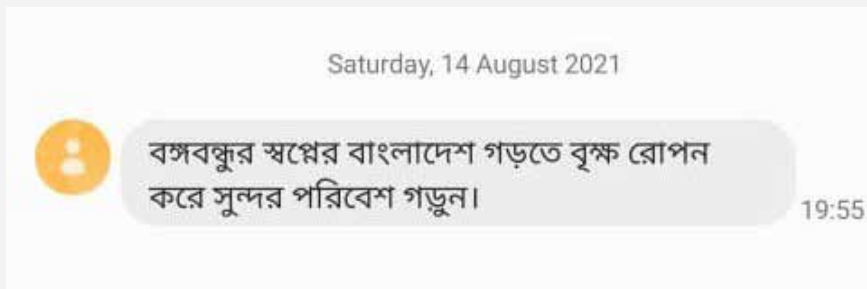 Saturday, 14 August 2021
বঙ্গবন্ধুর স্বপ্নের বাংলাদেশ গড়তে বৃক্ষ রোপন
করে সুন্দর পরিবেশ গড়ুন।
19:55